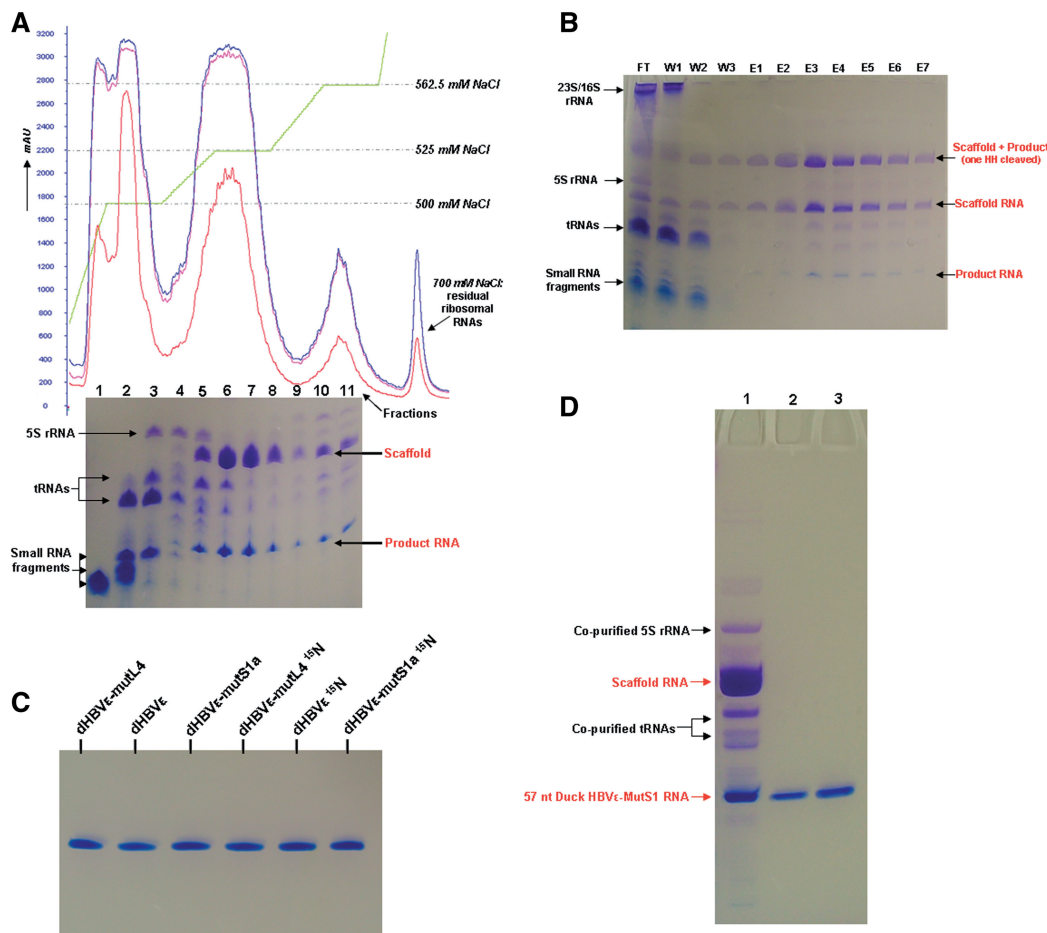 A
3200
3000
2800
2600
2400
2200
2000
1800
1600
1400
1200
1000
800
600
400
200
0
mAU
562.5 mM NaCl
525 mM NaCl
500 mM NaCl
700 mM NaCl:
residual
ribosomal
RNAs
Fractions
1 2 3 4 5 6 7 8 9 10 11
5S rRNA
tRNAs
Small RNA
fragments
Scaffold
Product RNA
B
FT W1 W2 W3 E1 E2 E3 E4 E5 E6 E7
23S/16S
rRNA
5S rRNA
tRNAs
Small RNA
fragments
Scaffold + Product
(one HH cleaved)
Scaffold RNA
Product RNA
C
dHBVε-mutL4
dHBVε
dHBVε-mutS1a
dHBVε-mutL4 ¹⁵N
dHBVε ¹⁵N
dHBVε-mutS1a ¹⁵N
D
1 2 3
Co-purified 5S rRNA
Scaffold RNA
Co-purified tRNAs
57 nt Duck HBVε-MutS1 RNA